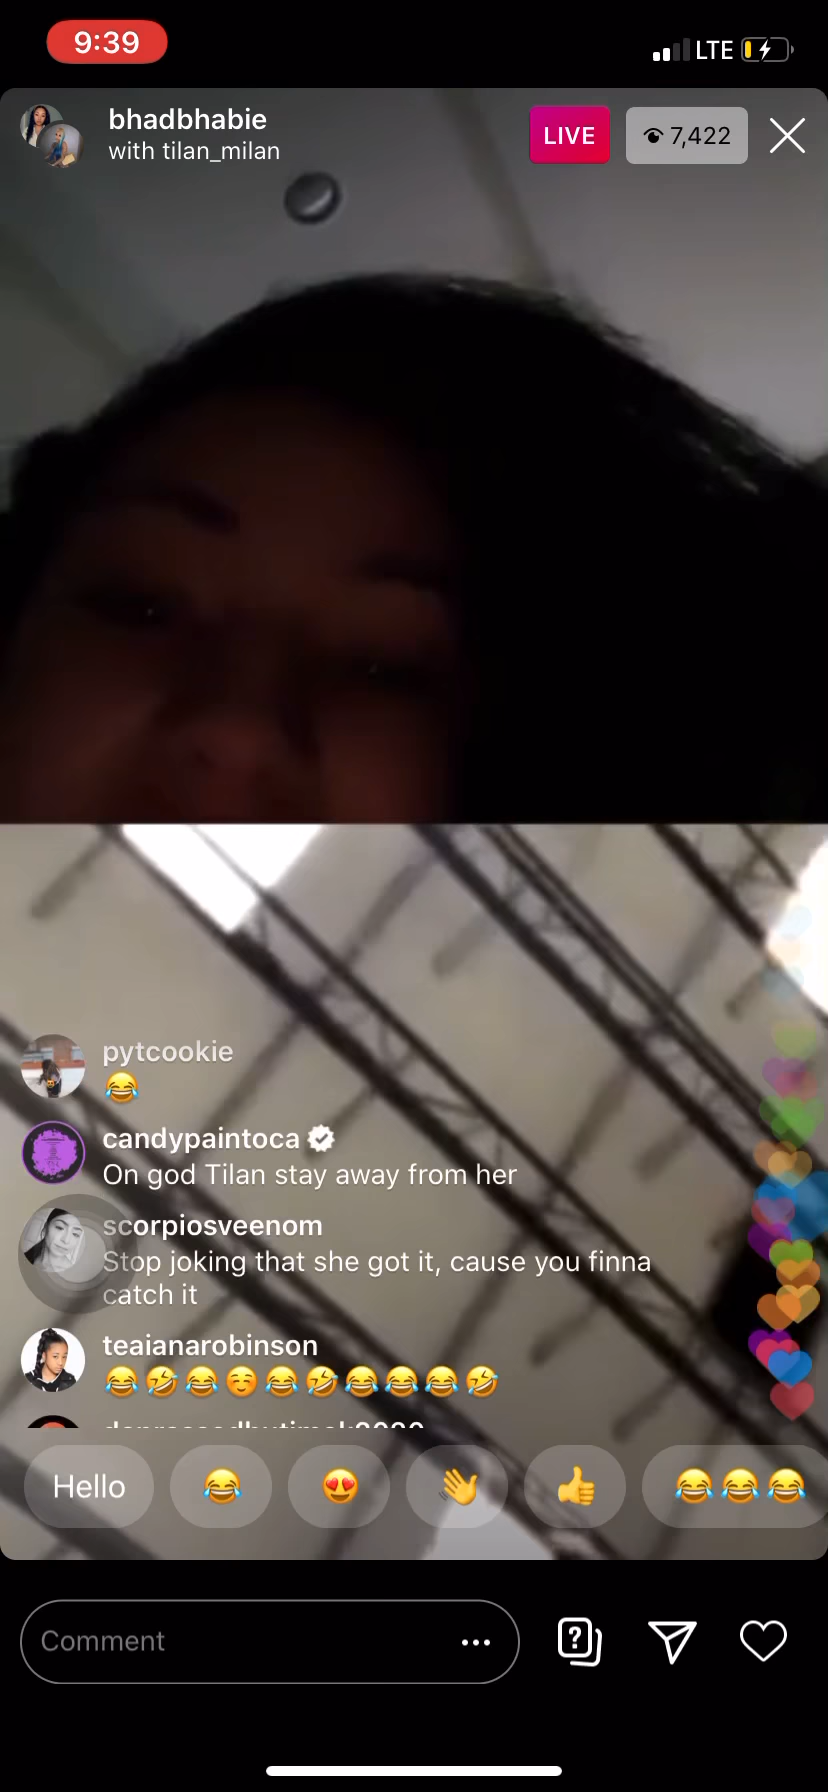 9:39
LTE
bhadbhabie
with tilan_milan
LIVE
7,422
pytcookie
😂
candypaintoca
On god Tilan stay away from her
scorpiosveenom
Stop joking that she got it, cause you finna
catch it
teaianarobinson
😂🤣😂☺️😂🤣😂😂😂🤣
Hello 😂 😍 👋 👍 😂😂😂
Comment